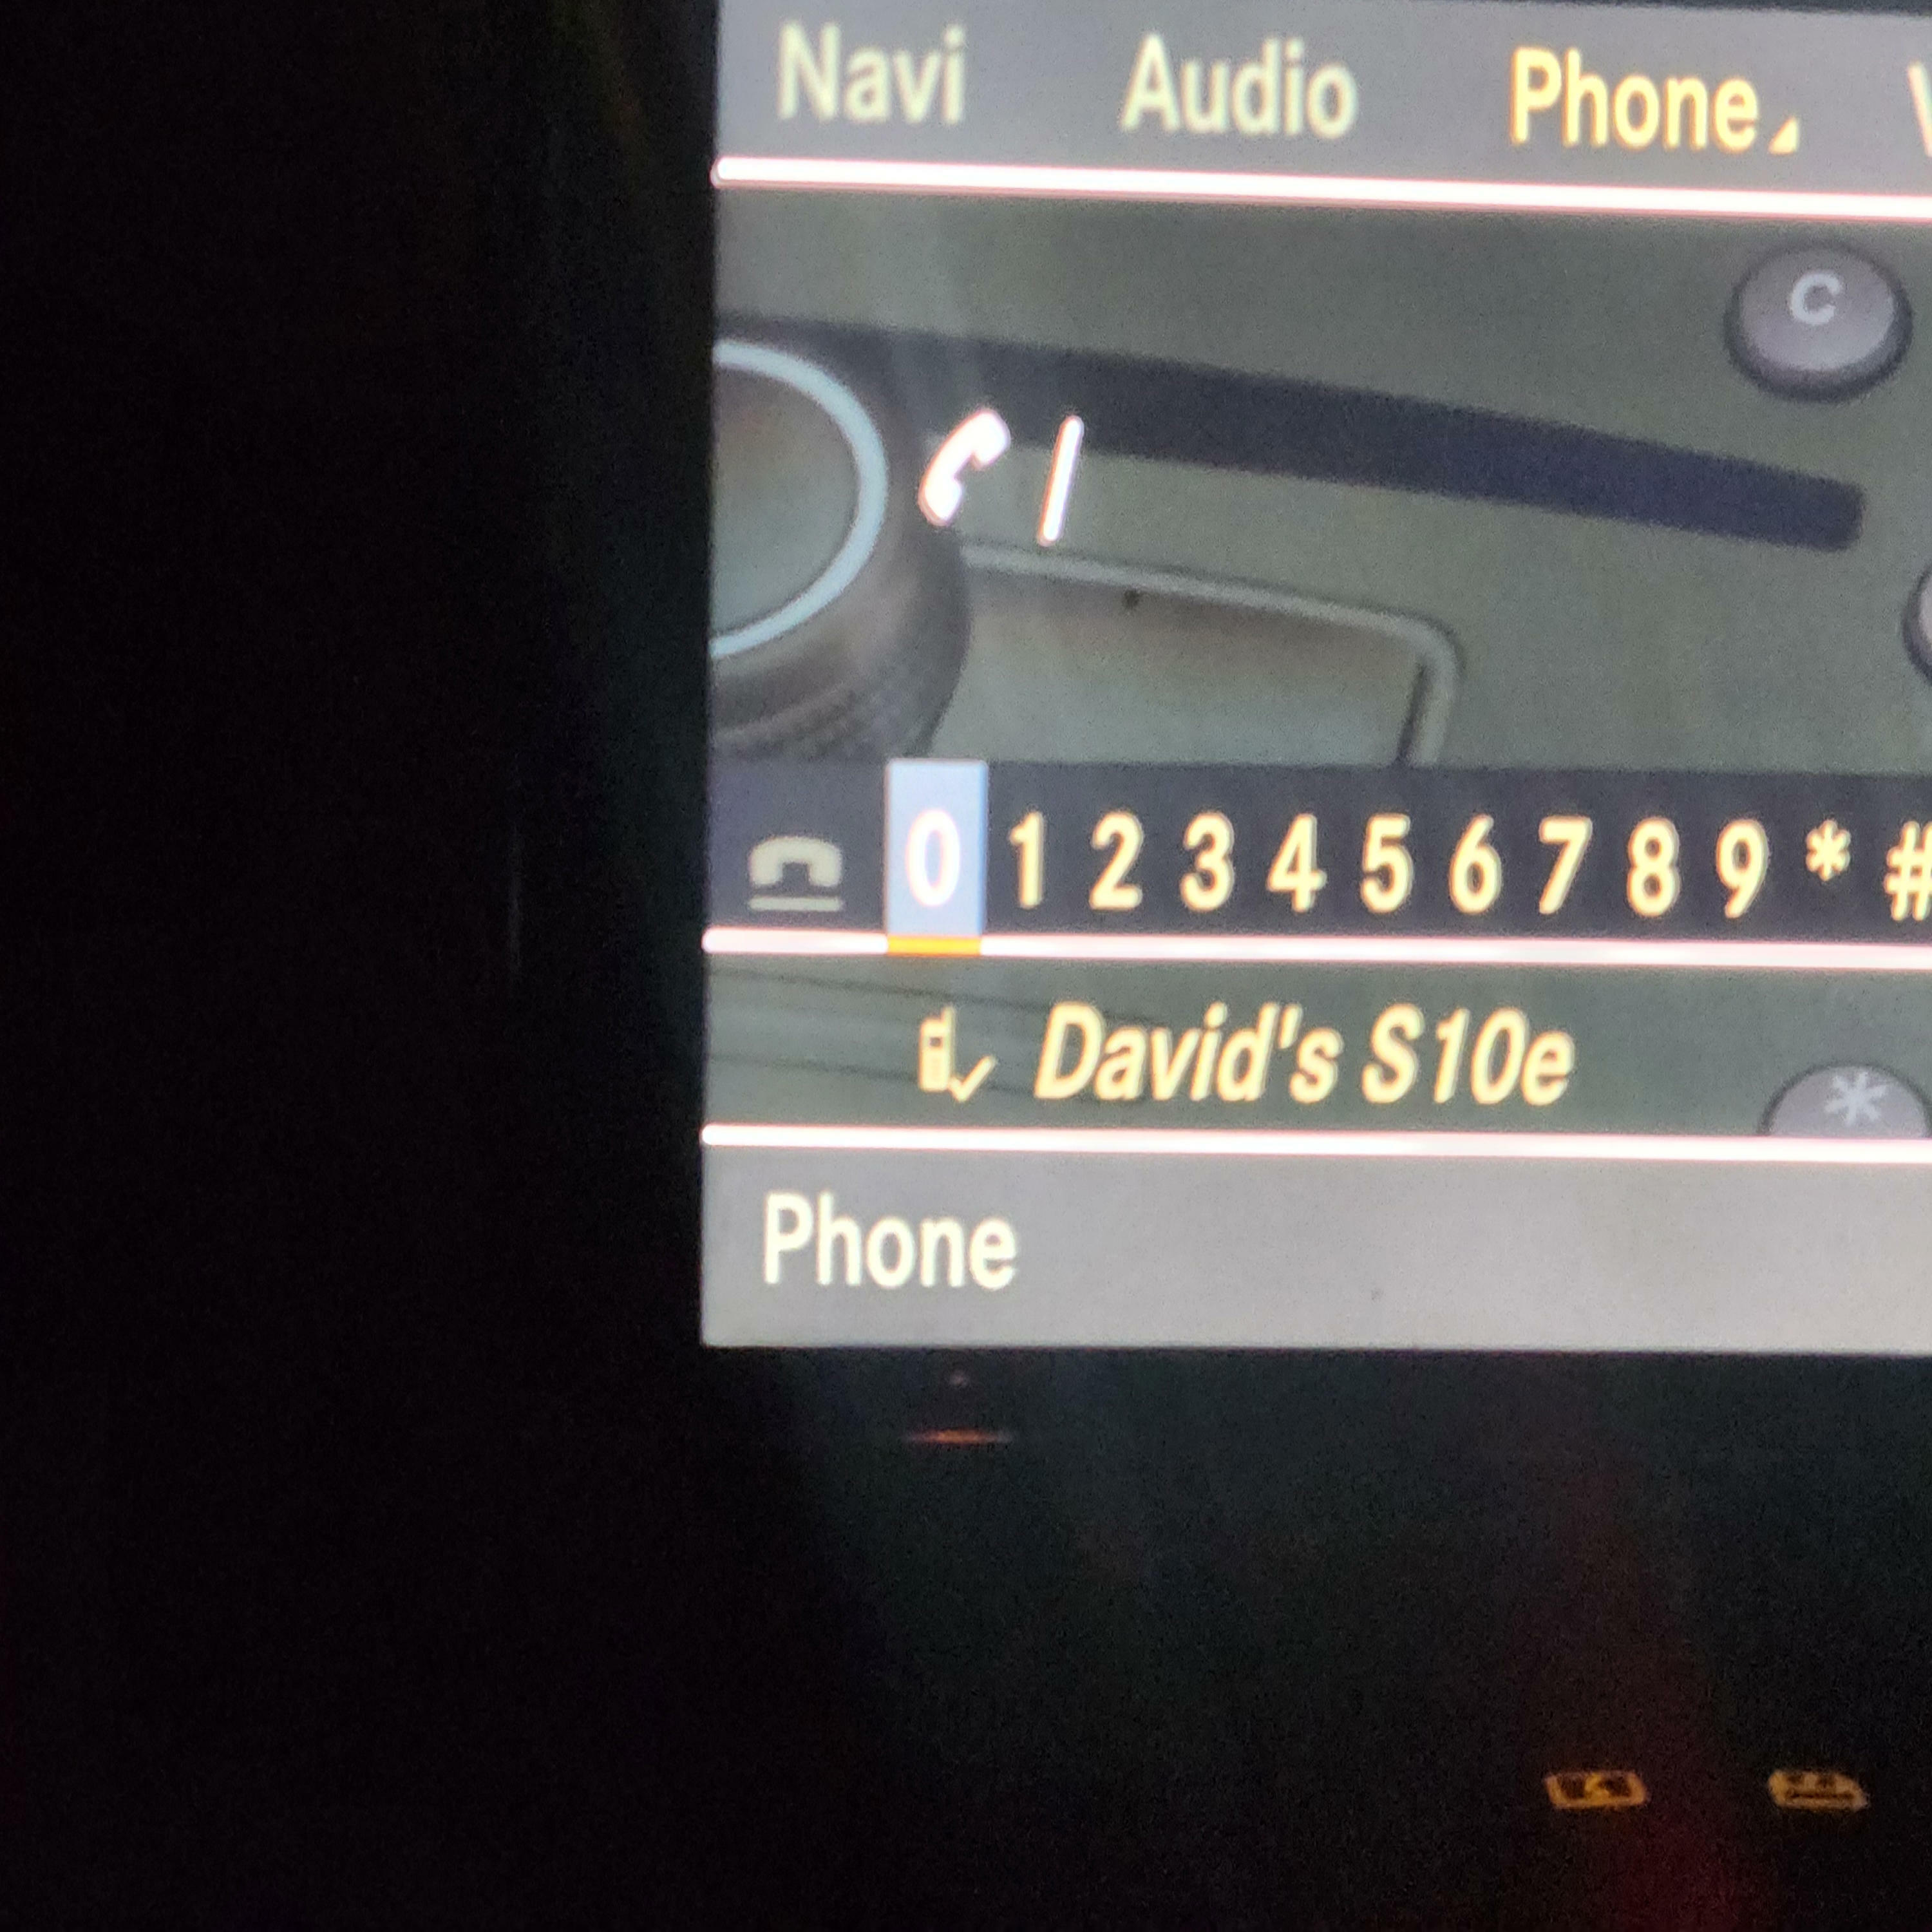 Navi Audio Phone
C
0 1 2 3 4 5 6 7 8 9 * #
David's S10e
*
Phone